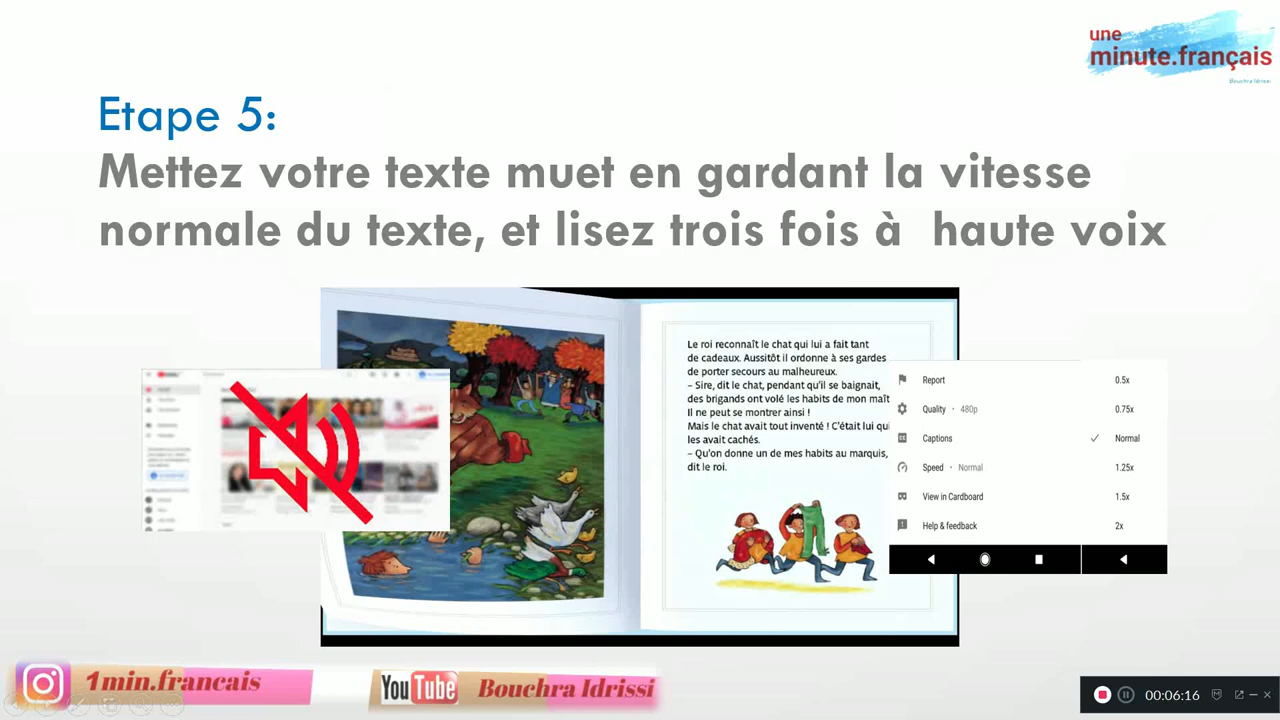 une
minute.français
Bouchra Idrissi
Etape 5:
Mettez votre texte muet en gardant la vitesse
normale du texte, et lisez trois fois à haute voix
Le roi reconnaît le chat qui lui a fait tant
de cadeaux. Aussitôt il ordonne à ses gardes
de porter secours au malheureux.
– Sire, dit le chat, pendant qu'il se baignait,
des brigands ont volé les habits de mon maît
Il ne peut se montrer ainsi !
Mais le chat avait tout inventé ! C'était lui qui
les avait cachés.
– Qu'on donne un de mes habits au marquis,
dit le roi.
Report
Quality · 480p
Captions
Speed · Normal
View in Cardboard
Help & feedback
0.5x
0.75x
Normal
1.25x
1.5x
2x
1min.francais
YouTube
Bouchra Idrissi
00:06:16